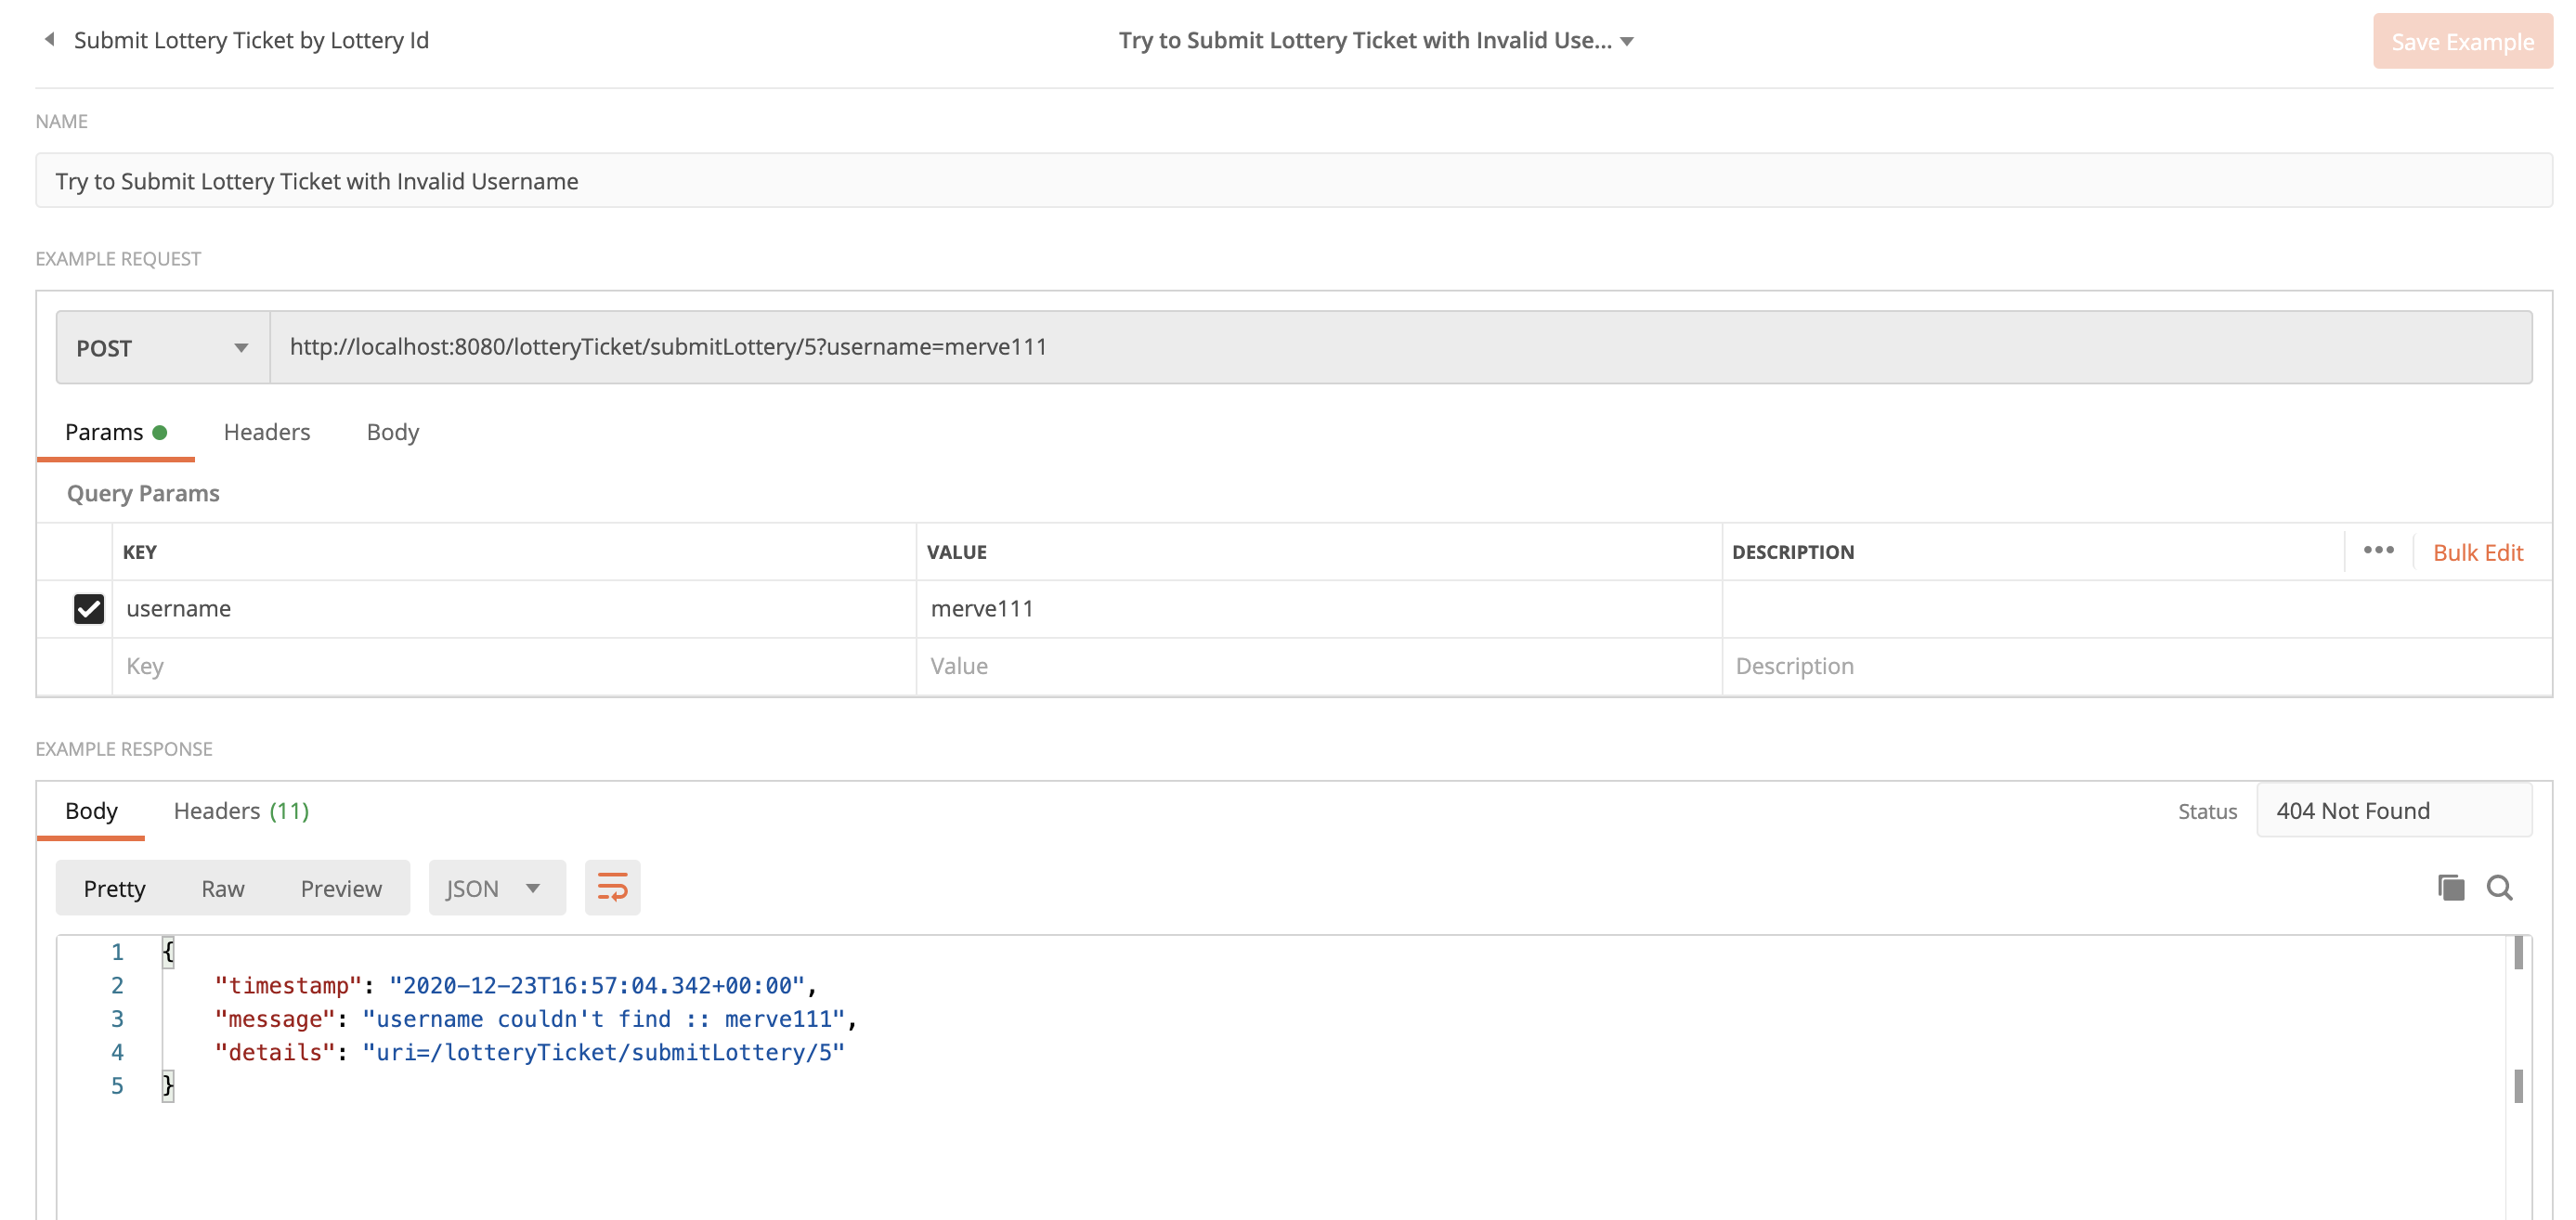 Submit Lottery Ticket by Lottery Id
Try to Submit Lottery Ticket with Invalid Use...
Save Example
NAME
Try to Submit Lottery Ticket with Invalid Username
EXAMPLE REQUEST
POST http://localhost:8080/lotteryTicket/submitLottery/5?username=merve111
Params Headers Body
Query Params
KEY VALUE DESCRIPTION ••• Bulk Edit
username merve111
Key Value Description
EXAMPLE RESPONSE
Body Headers (11) Status 404 Not Found
Pretty Raw Preview JSON
1 {
2 "timestamp": "2020-12-23T16:57:04.342+00:00",
3 "message": "username couldn't find :: merve111",
4 "details": "uri=/lotteryTicket/submitLottery/5"
5 }